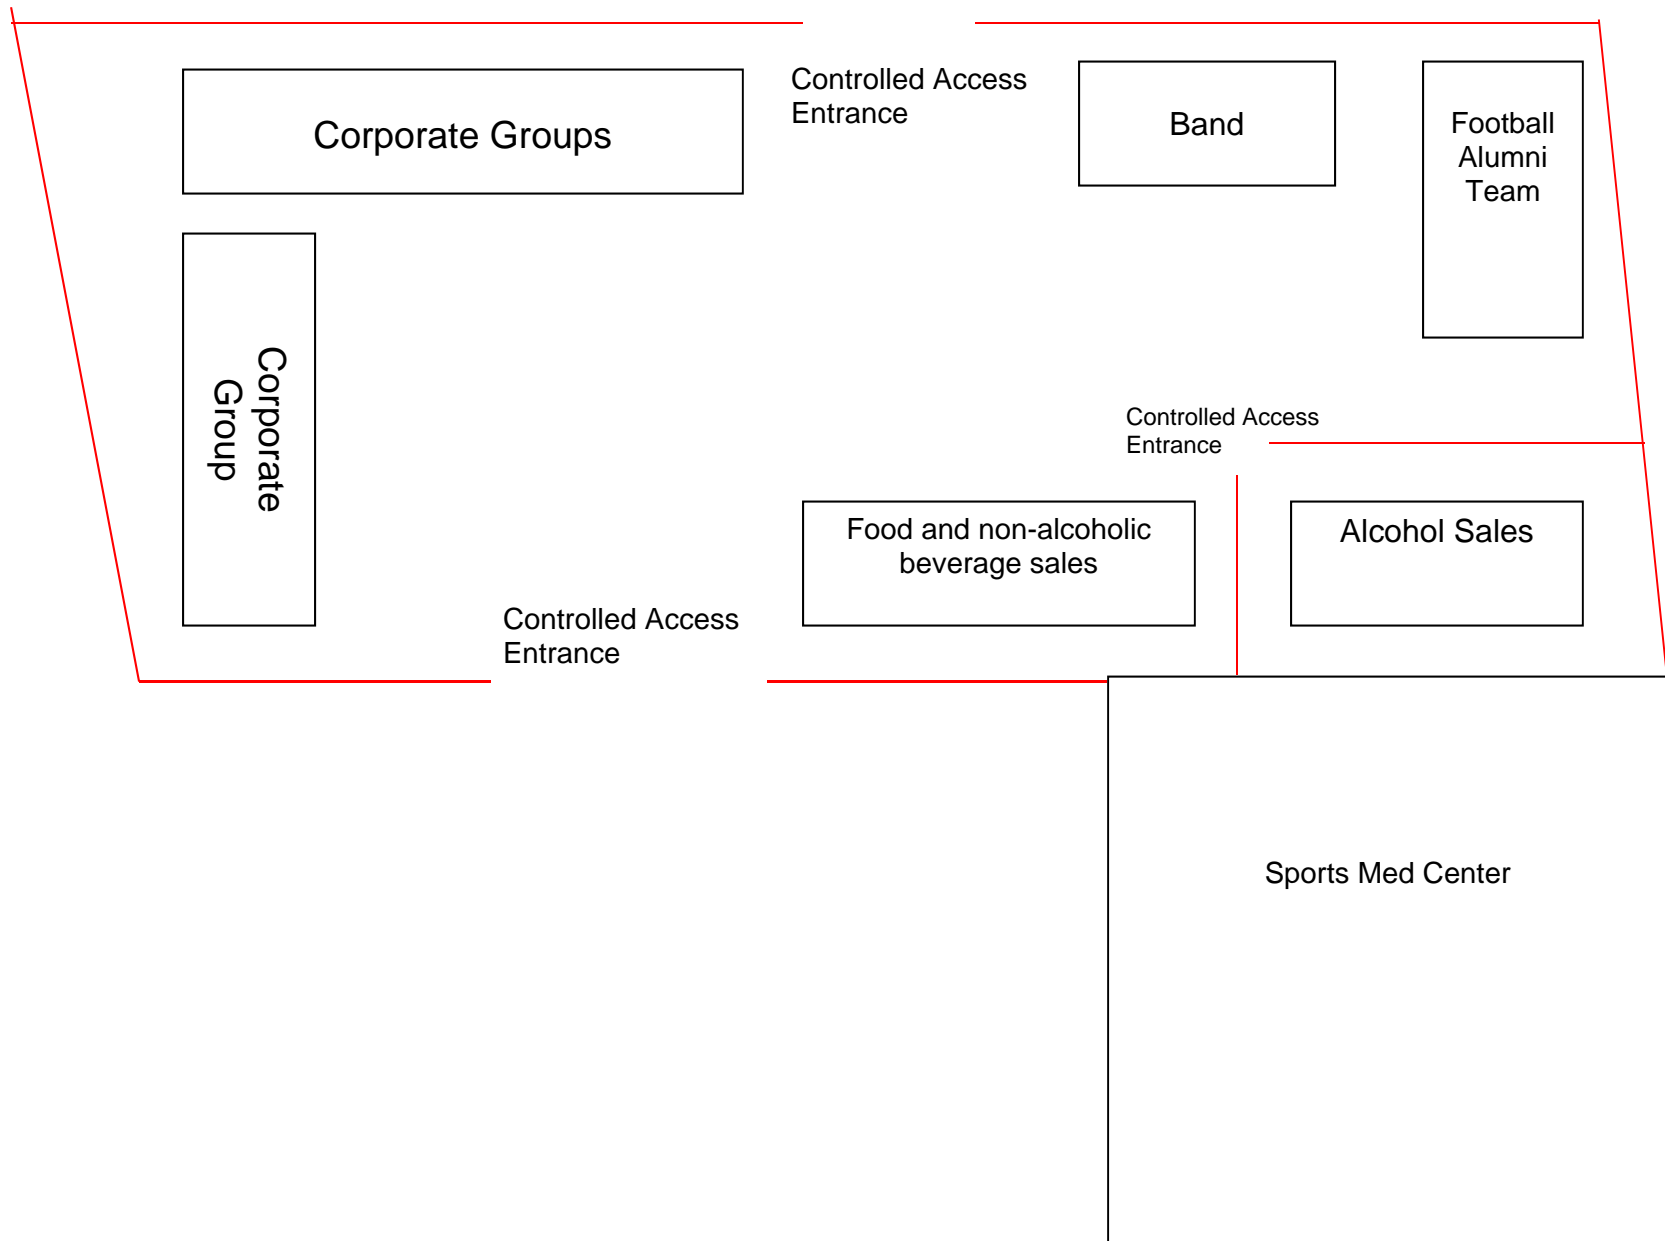 Corporate Groups
Controlled Access
Entrance
Band
Football
Alumni
Team
Corporate
Group
Controlled Access
Entrance
Food and non-alcoholic
beverage sales
Alcohol Sales
Controlled Access
Entrance
Sports Med Center